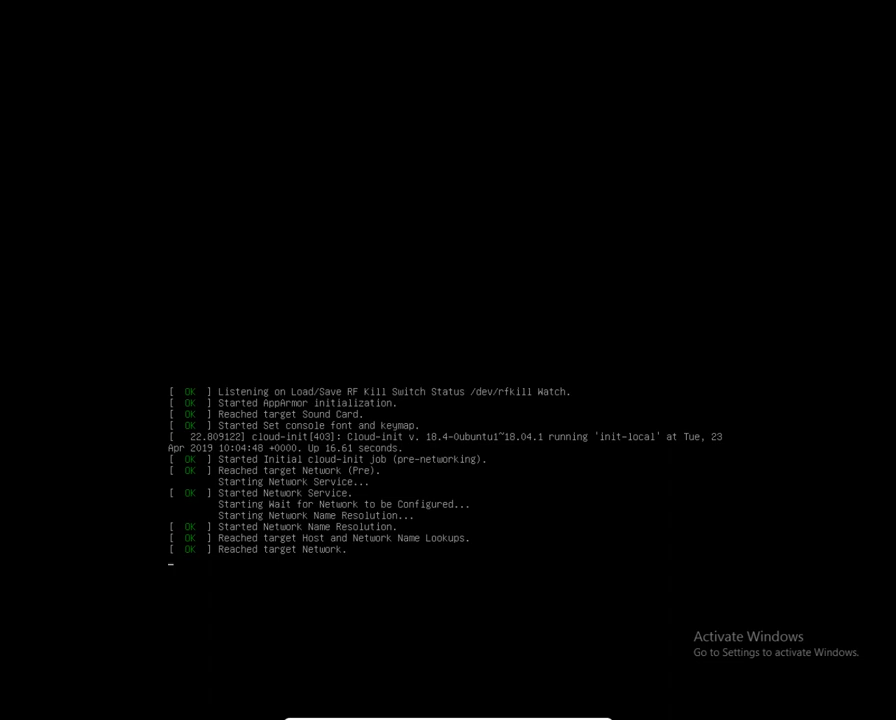 [  OK  ] Listening on Load/Save RF Kill Switch Status /dev/rfkill Watch.
[  OK  ] Started AppArmor initialization.
[  OK  ] Reached target Sound Card.
[  OK  ] Started Set console font and keymap.
[   22.809122] cloud-init[403]: Cloud-init v. 18.4-0ubuntu1~18.04.1 running 'init-local' at Tue, 23
Apr 2019 10:04:48 +0000. Up 16.61 seconds.
[  OK  ] Started Initial cloud-init job (pre-networking).
[  OK  ] Reached target Network (Pre).
         Starting Network Service...
[  OK  ] Started Network Service.
         Starting Wait for Network to be Configured...
         Starting Network Name Resolution...
[  OK  ] Started Network Name Resolution.
[  OK  ] Reached target Host and Network Name Lookups.
[  OK  ] Reached target Network.
Activate Windows
Go to Settings to activate Windows.